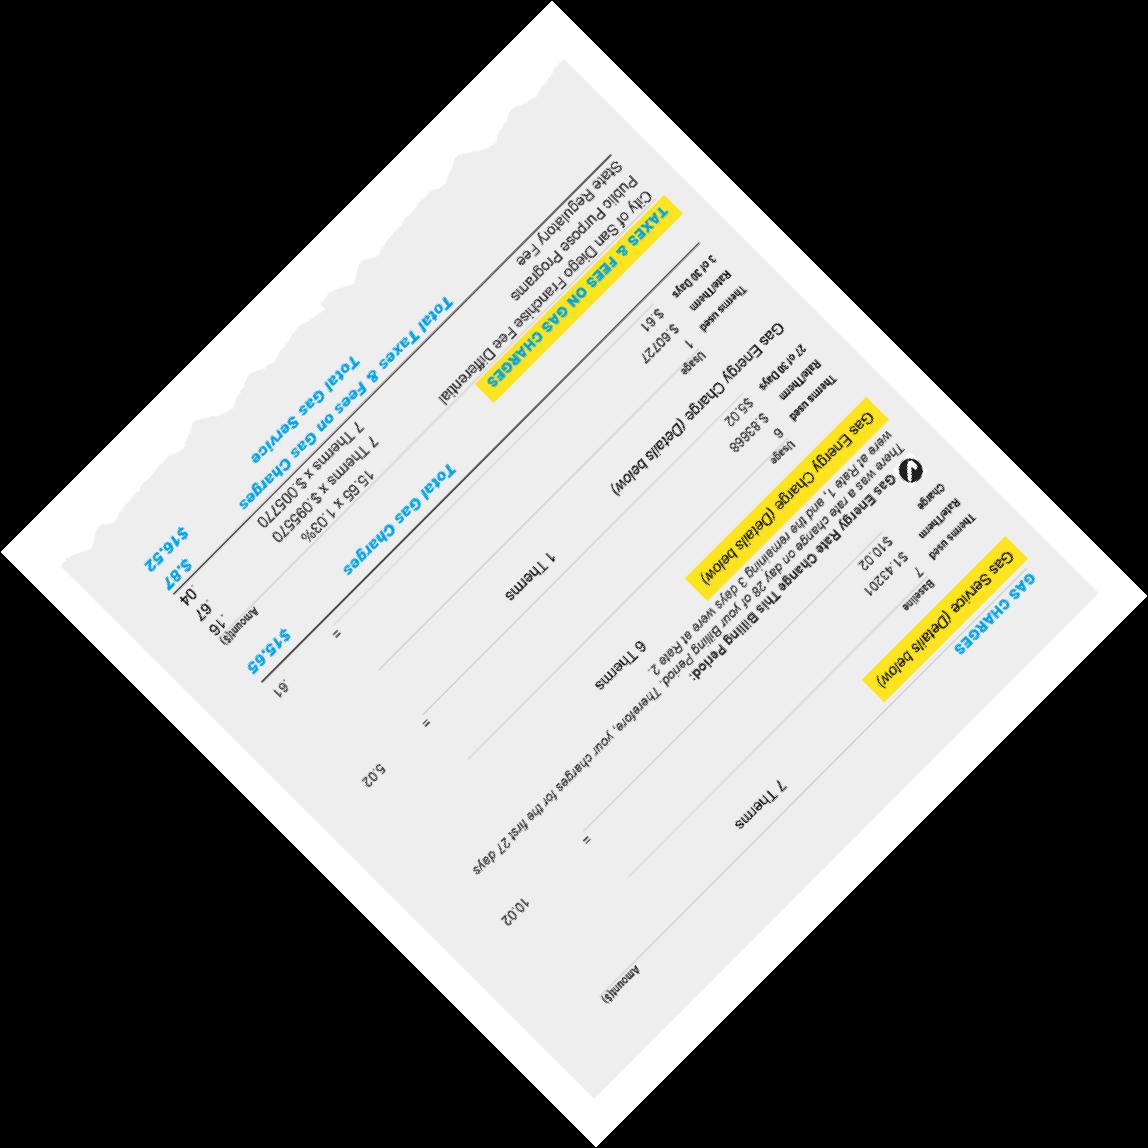 GAS CHARGES Amount($)
Gas Service (Details below) 7 Therms 10.02
Baseline
Therms used 7
Rate/Therm $1.43201
Charge $10.02 =
Gas Energy Rate Change This Billing Period.
There was a rate change on day 28 of your Billing Period. Therefore, your charges for the first 27 days
were at Rate 1, and the remaining 3 days were at Rate 2.
Gas Energy Charge (Details below) 6 Therms 5.02
Usage
Therms used 6
Rate/Therm $.83668
27 of 30 Days $5.02 =
Gas Energy Charge (Details below) 1 Therms .61
Usage
Therms used 1
Rate/Therm $.60727
3 of 30 Days $.61 =
Total Gas Charges $15.65
TAXES & FEES ON GAS CHARGES Amount($)
City of San Diego Franchise Fee Differential 15.65 x 1.03% .16
Public Purpose Programs 7 Therms x $.095570 .67
State Regulatory Fee 7 Therms x $.005770 .04
Total Taxes & Fees on Gas Charges $.87
Total Gas Service $16.52